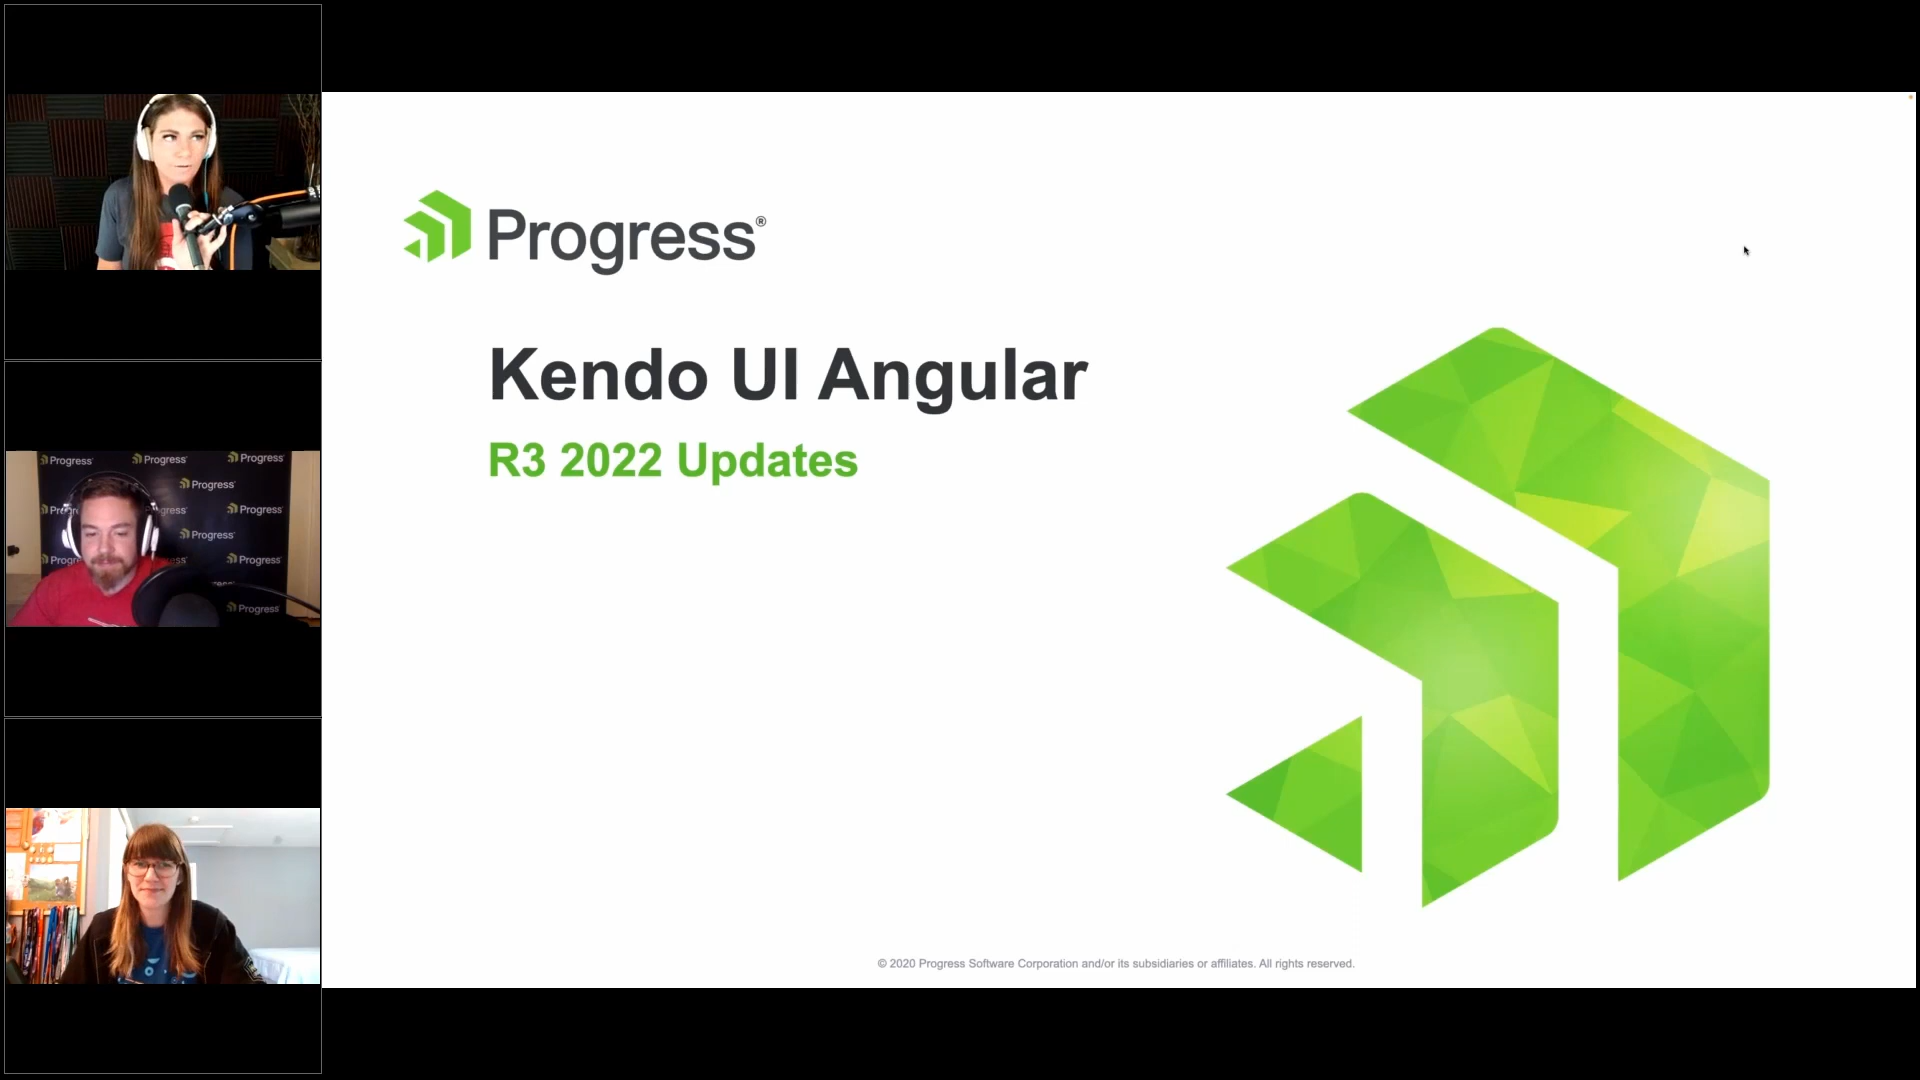 Progress®
Kendo UI Angular
R3 2022 Updates
© 2020 Progress Software Corporation and/or its subsidiaries or affiliates. All rights reserved.
Progress
Progress
Progress
Progress
Progress
Progress
Progress
Progress